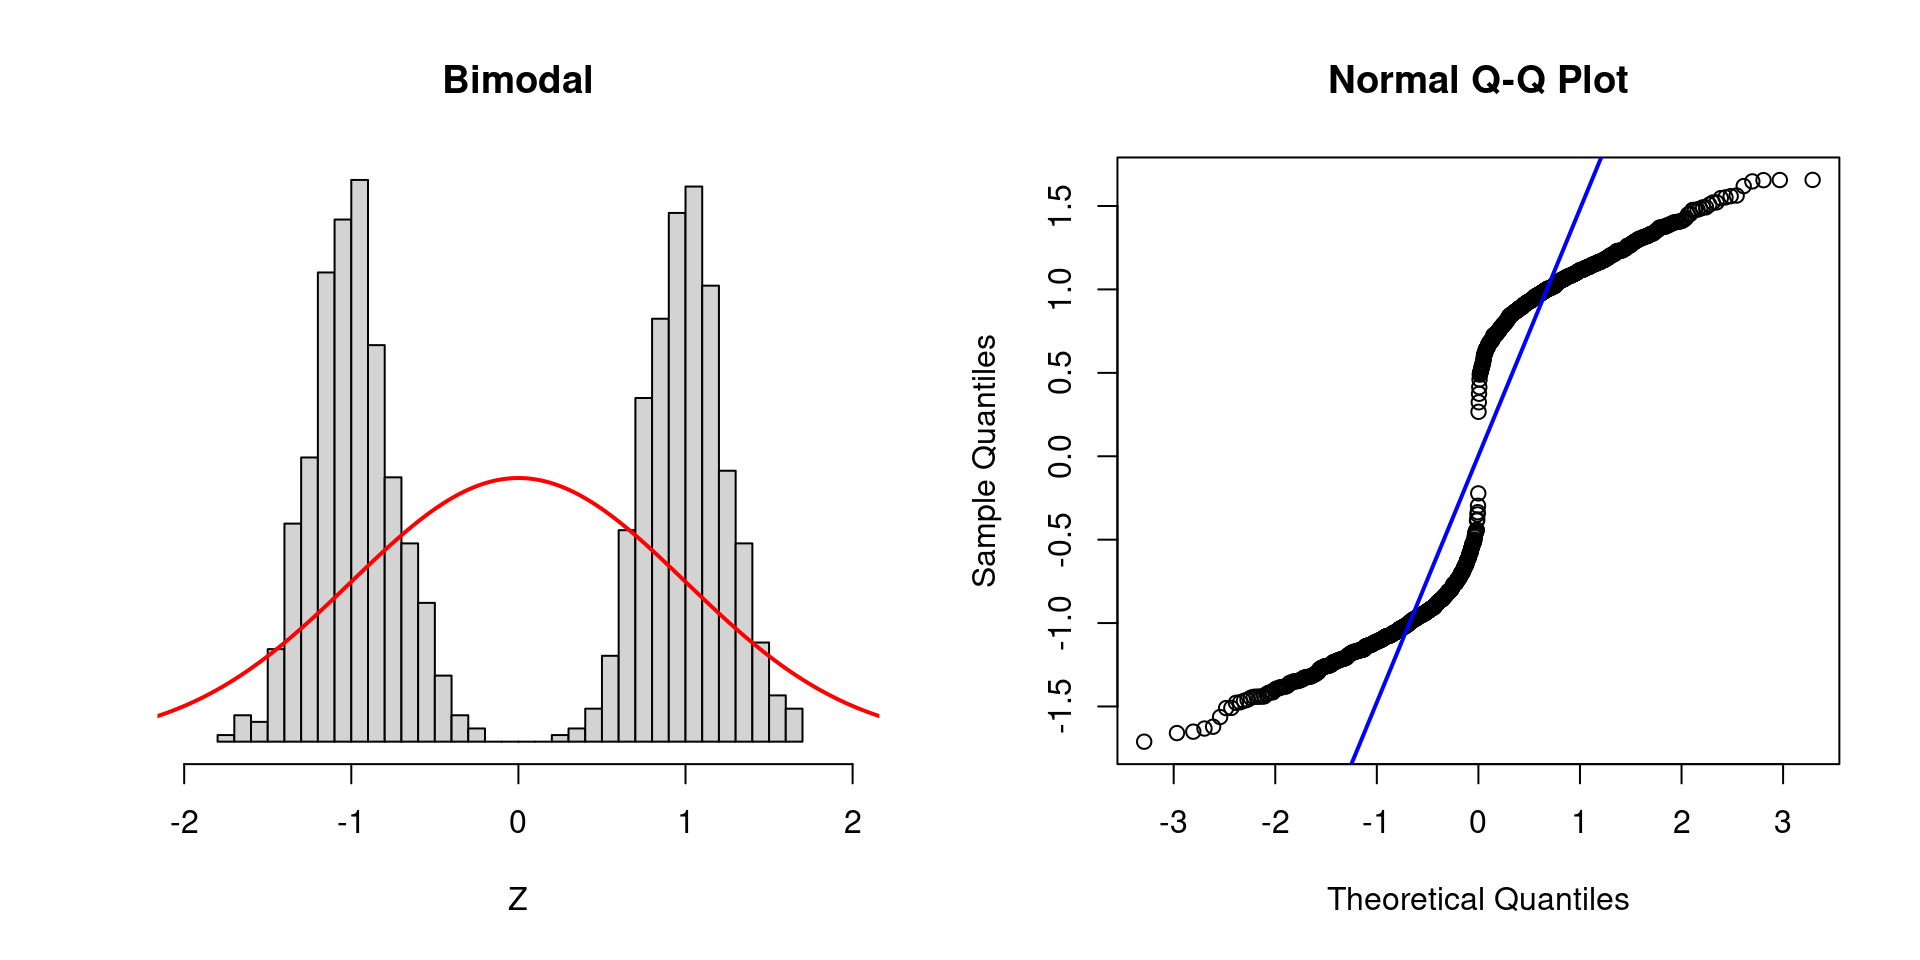 Bimodal
-2 -1 0 1 2
Z
Normal Q-Q Plot
Sample Quantiles
-1.5 -1.0 -0.5 0.0 0.5 1.0 1.5
-3 -2 -1 0 1 2 3
Theoretical Quantiles